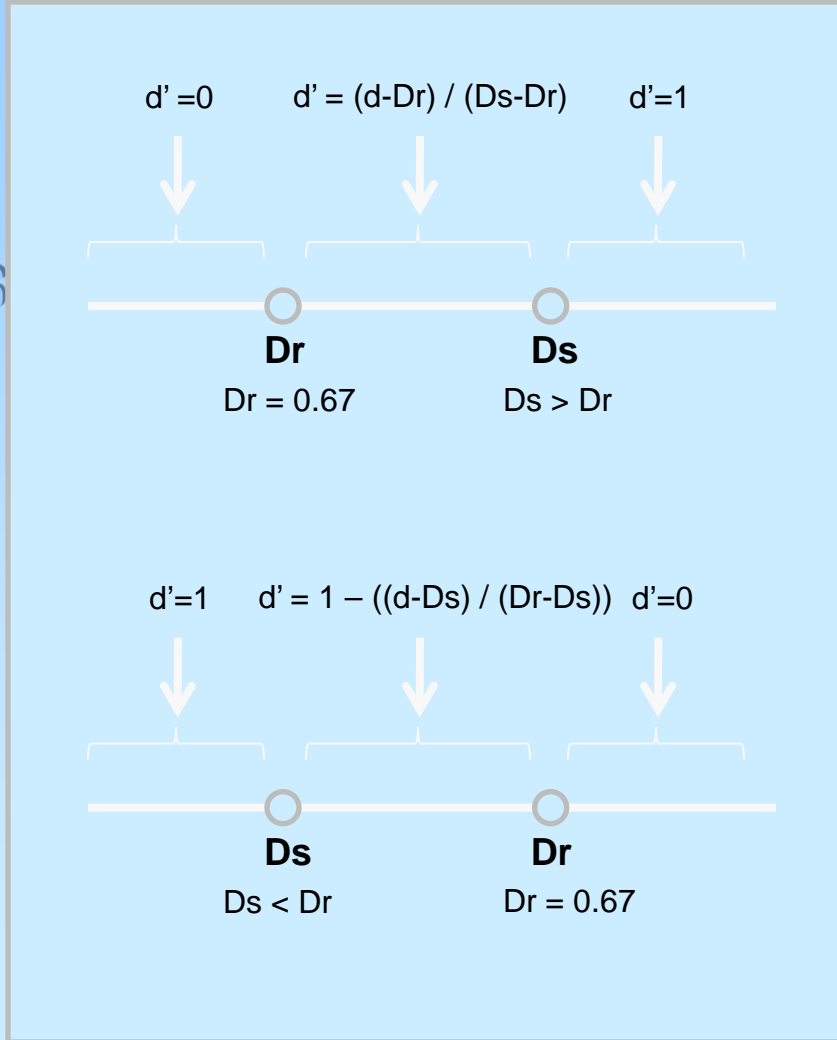 d’ =0 d’ = (d-Dr) / (Ds-Dr) d’=1
Dr Ds
Dr = 0.67 Ds > Dr
d’=1 d’ = 1 – ((d-Ds) / (Dr-Ds)) d’=0
Ds Dr
Ds < Dr Dr = 0.67